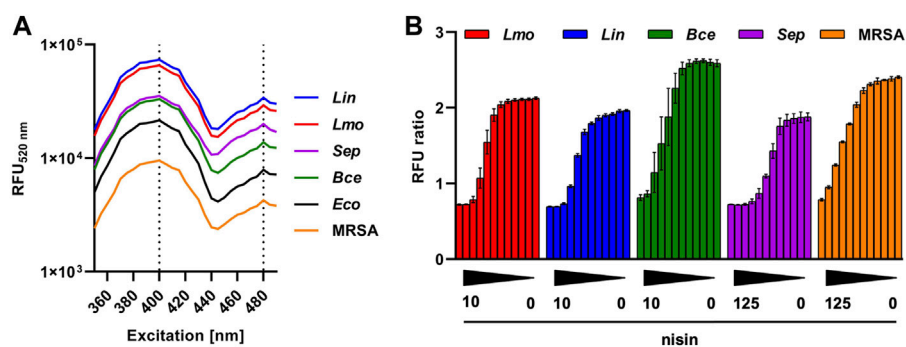 A
1×10⁵
1×10⁴
1×10³
RFU520 nm
360
380
400
420
440
460
480
Excitation [nm]
Lin
Lmo
Sep
Bce
Eco
MRSA
B
Lmo
Lin
Bce
Sep
MRSA
3
2
1
0
RFU ratio
10 0 10 0 10 0 125 0 125 0
nisin